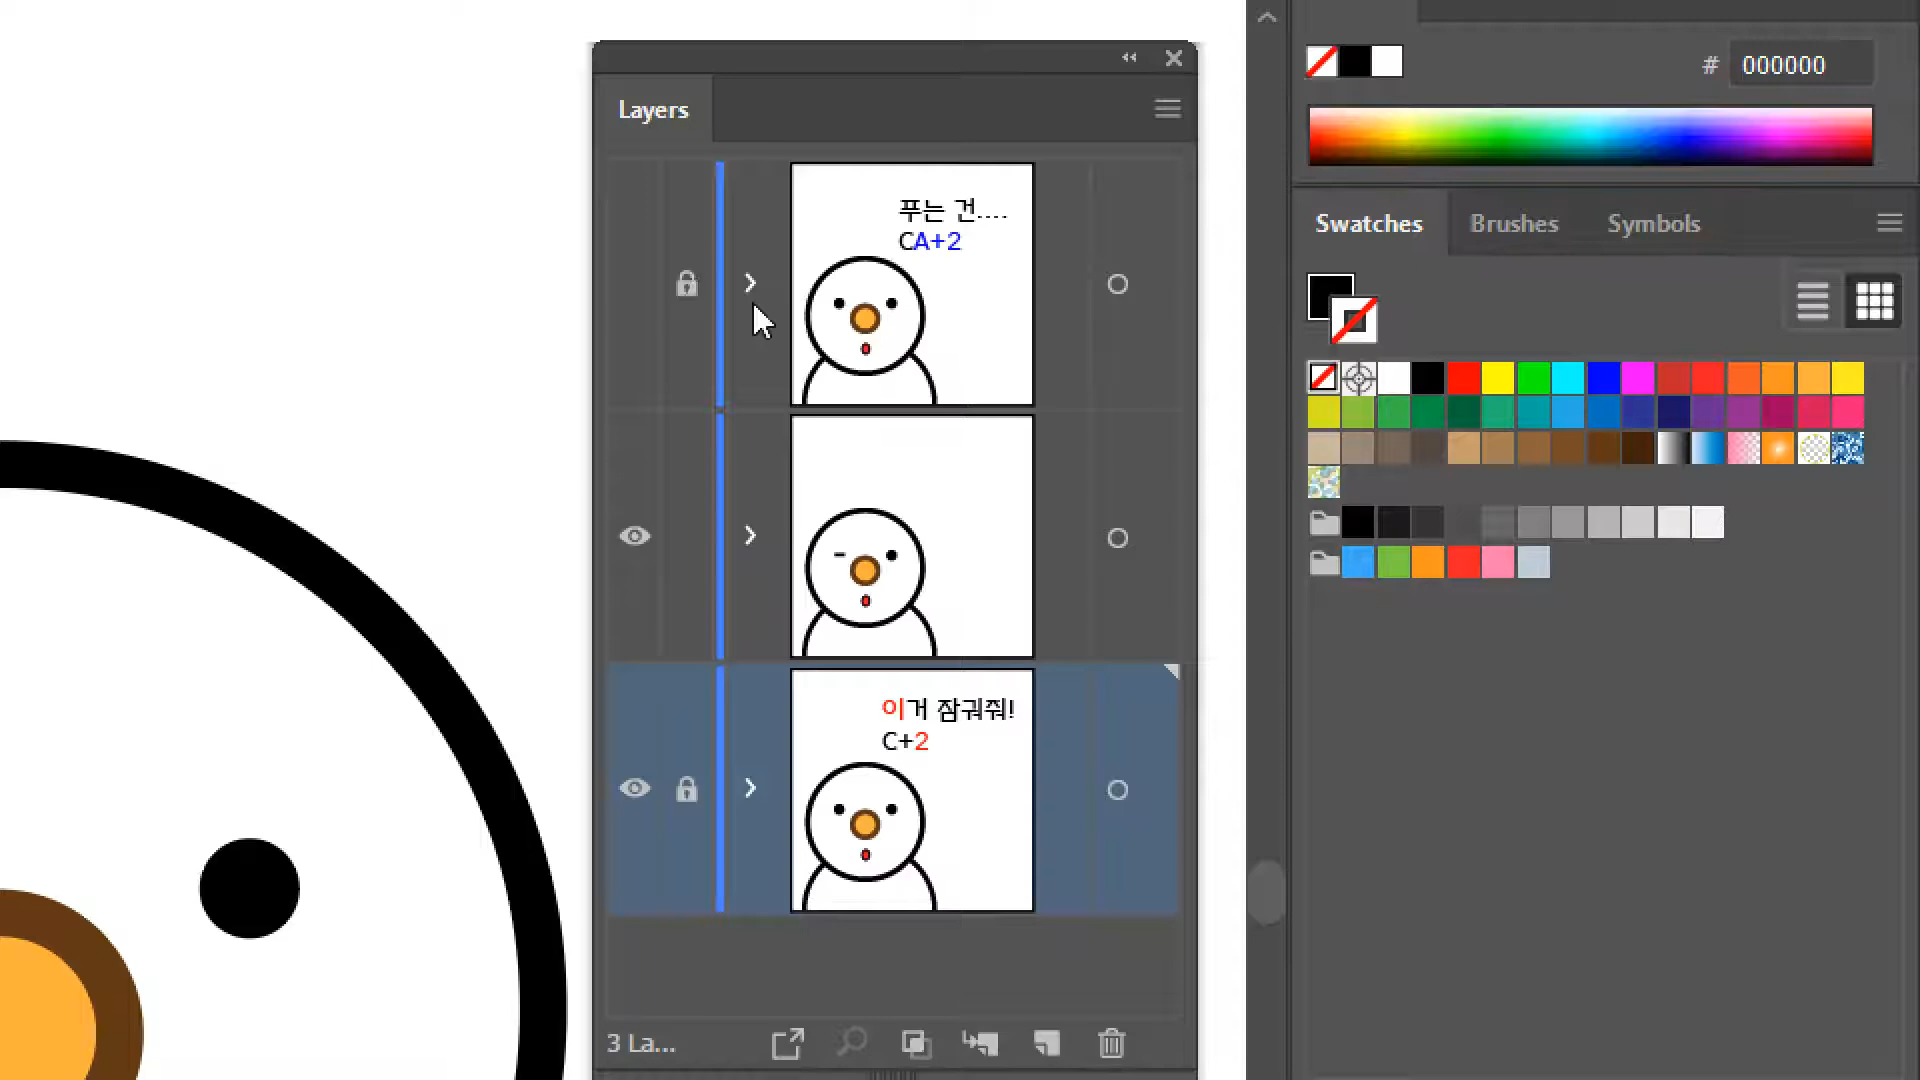 Layers
푸는 건....
CA+2
이거 잠궈줘!
C+2
3 La...
# 000000
Swatches Brushes Symbols